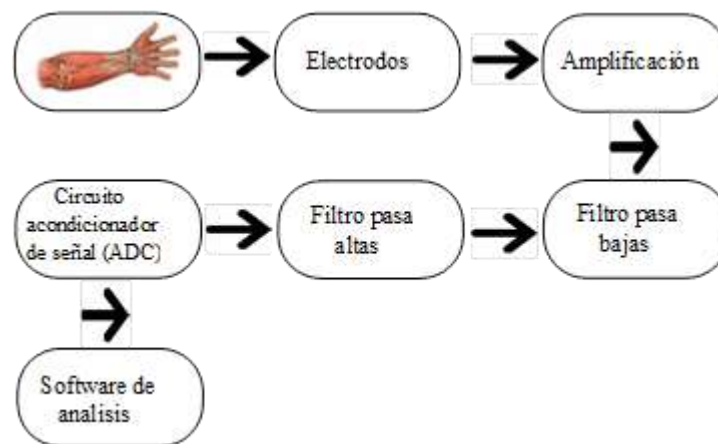 Electrodos
Amplificación
Circuito
acondicionador
de señal (ADC)
Filtro pasa
altas
Filtro pasa
bajas
Software de
analisis